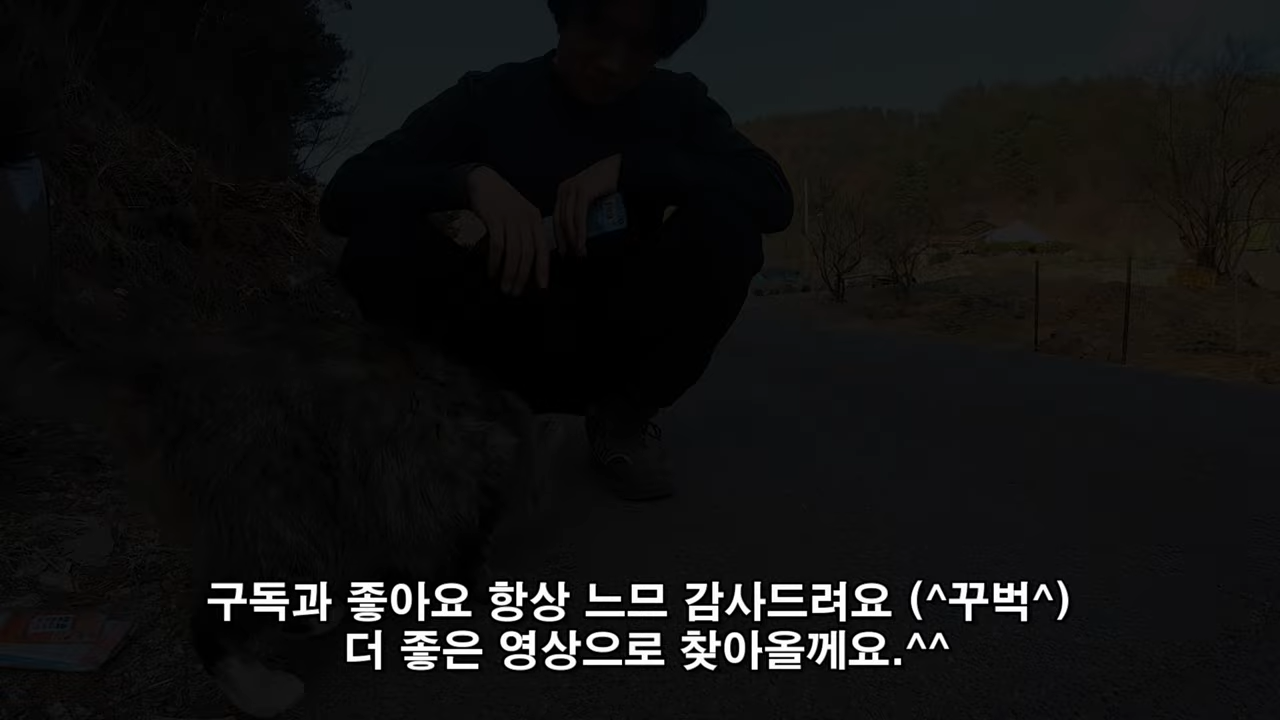 구독과 좋아요 항상 느므 감사드려요 (^꾸벅^)
더 좋은 영상으로 찾아올께요.^^